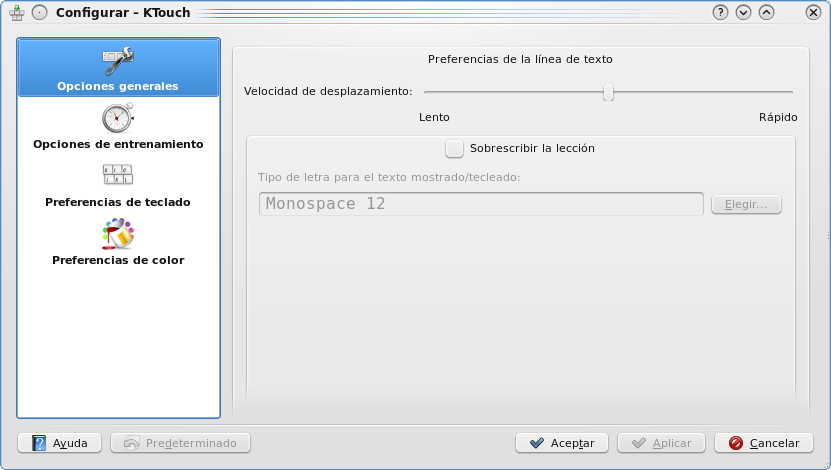 Configurar – KTouch
Opciones generales
Opciones de entrenamiento
Preferencias de teclado
Preferencias de color
Preferencias de la línea de texto
Velocidad de desplazamiento:
Lento Rápido
Sobrescribir la lección
Tipo de letra para el texto mostrado/tecleado:
Monospace 12 Elegir...
Ayuda Predeterminado Aceptar Aplicar Cancelar